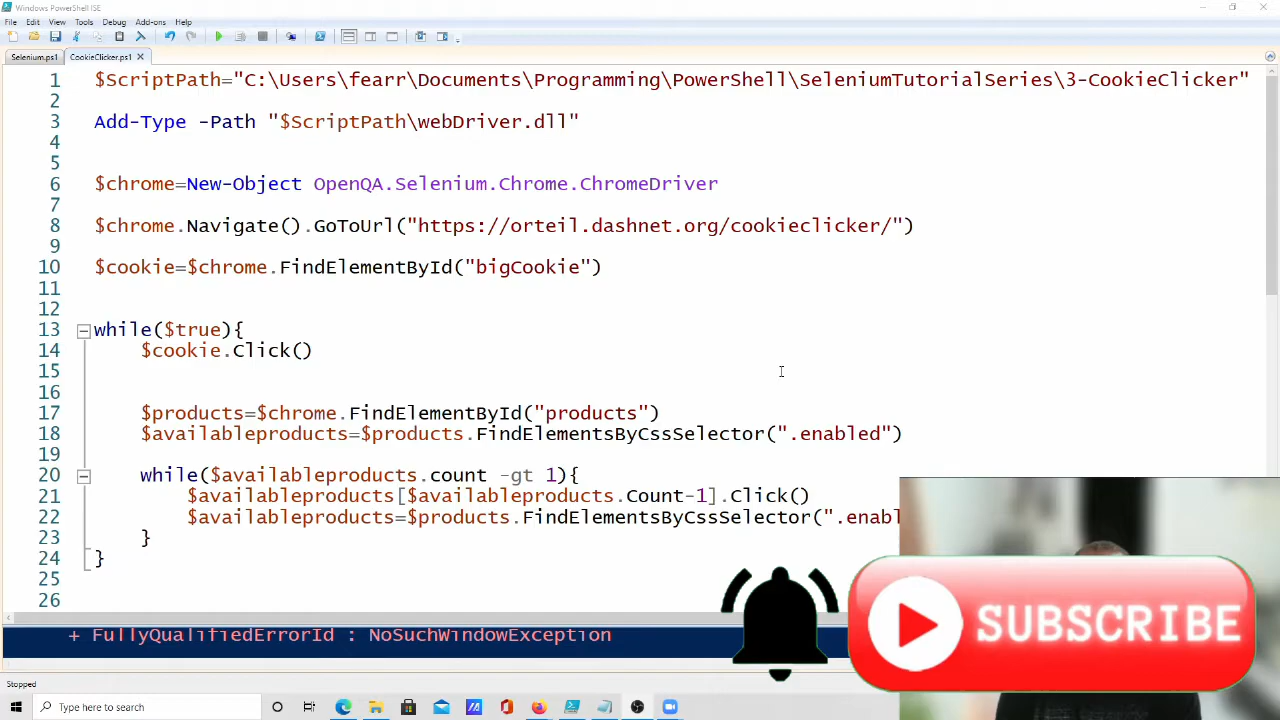 Windows PowerShell ISE
File Edit View Tools Debug Add-ons Help
Selenium.ps1 CookieClicker.ps1
1 $ScriptPath="C:\Users\fearr\Documents\Programming\PowerShell\SeleniumTutorialSeries\3-CookieClicker"
2
3 Add-Type -Path "$ScriptPath\webDriver.dll"
4
5
6 $chrome=New-Object OpenQA.Selenium.Chrome.ChromeDriver
7
8 $chrome.Navigate().GoToUrl("https://orteil.dashnet.org/cookieclicker/")
9
10 $cookie=$chrome.FindElementById("bigCookie")
11
12
13 while($true){
14 $cookie.Click()
15
16
17 $products=$chrome.FindElementById("products")
18 $availableproducts=$products.FindElementsByCssSelector(".enabled")
19
20 while($availableproducts.count -gt 1){
21 $availableproducts[$availableproducts.Count-1].Click()
22 $availableproducts=$products.FindElementsByCssSelector(".enabl
23 }
24 }
25
26
+ FullyQualifiedErrorId : NoSuchWindowException
SUBSCRIBE
Stopped
Type here to search